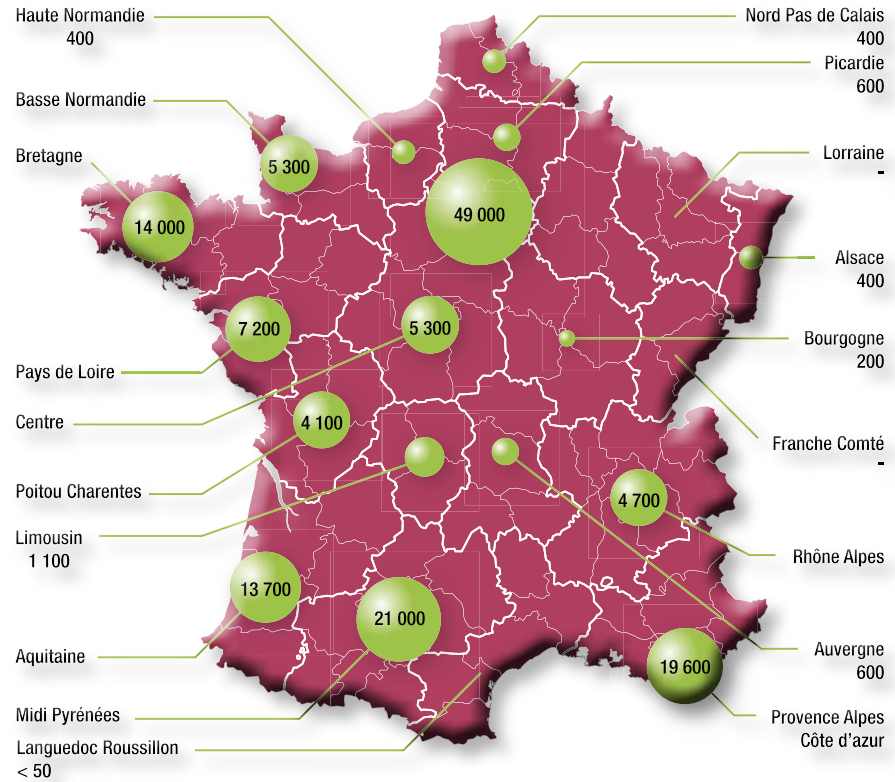 Haute Normandie
400
Nord Pas de Calais
400
Picardie
600
Basse Normandie
5 300
Bretagne
14 000
Lorraine
-
49 000
Alsace
400
7 200
5 300
Bourgogne
200
Pays de Loire
Centre
4 100
Franche Comté
-
Poitou Charentes
4 700
Limousin
1 100
Rhône Alpes
13 700
21 000
Aquitaine
19 600
Auvergne
600
Midi Pyrénées
Provence Alpes
Côte d'azur
Languedoc Roussillon
< 50